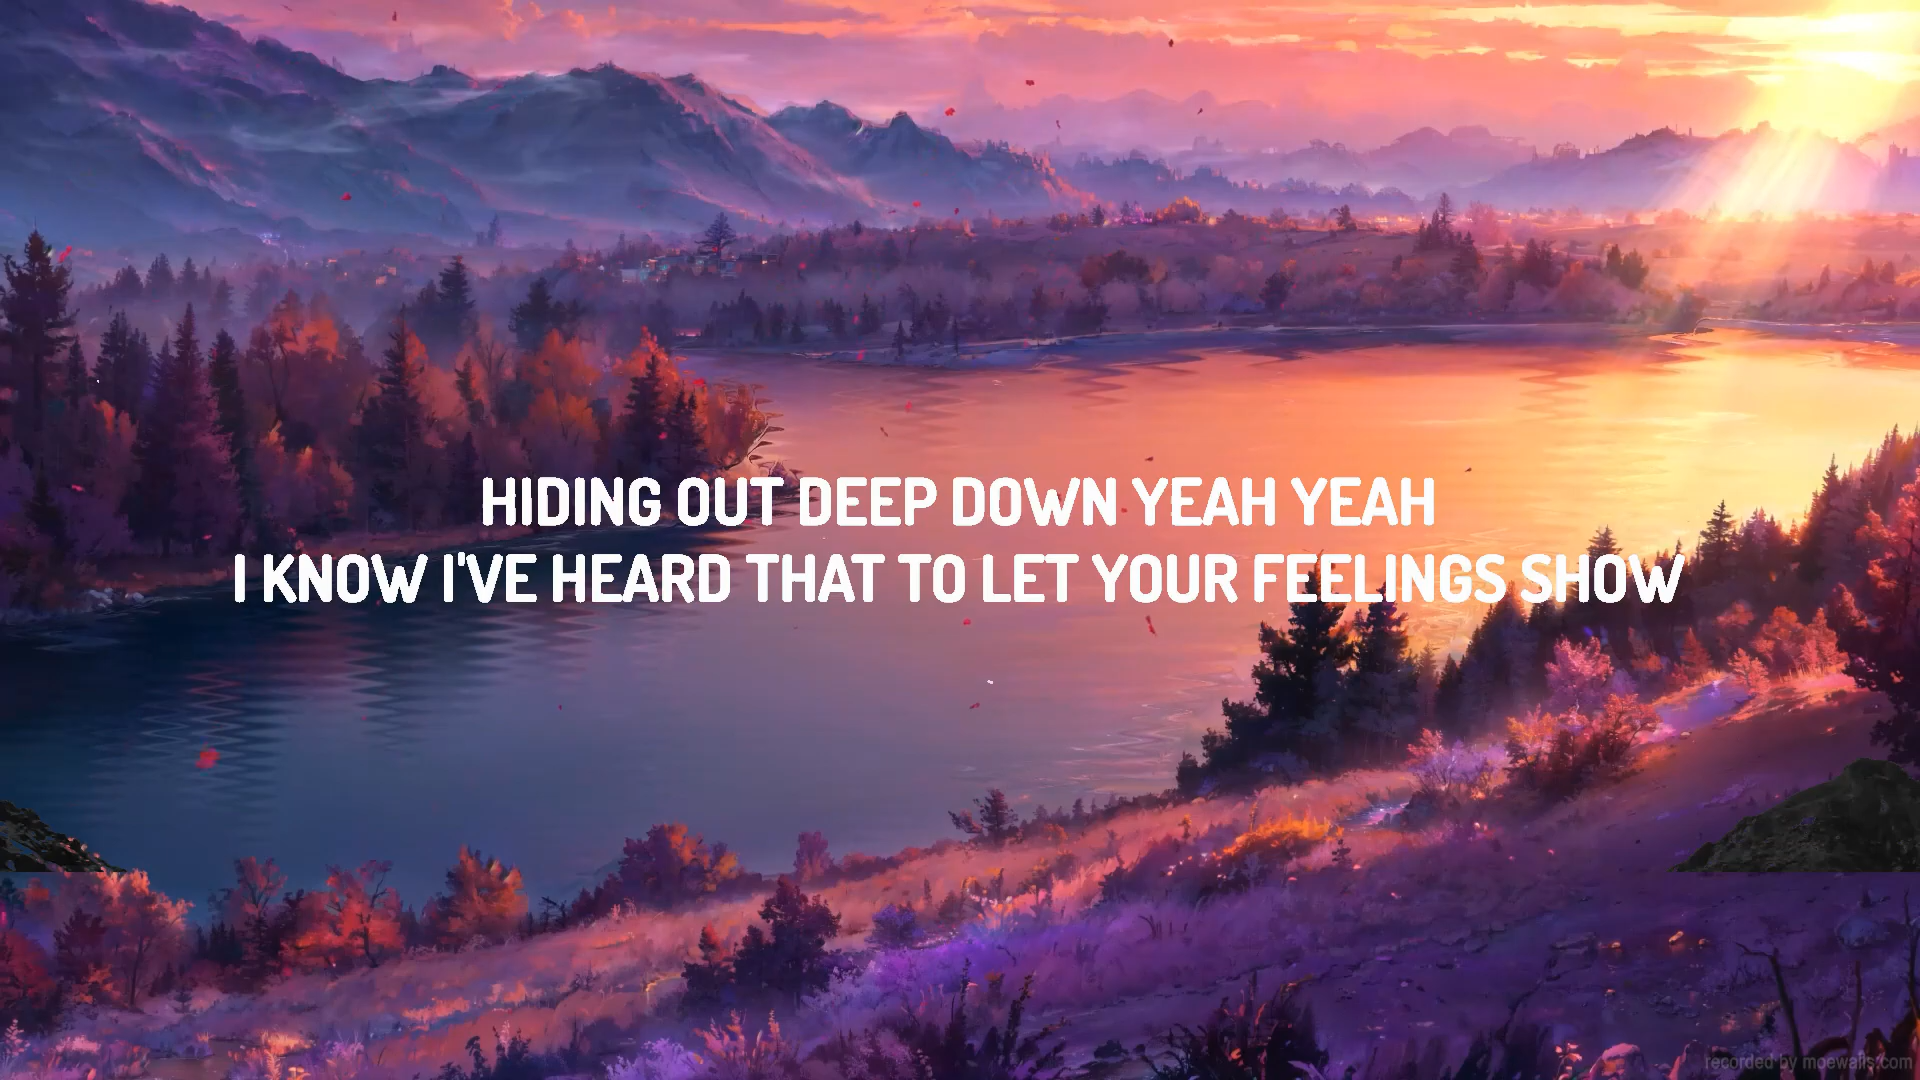 HIDING OUT DEEP DOWN YEAH YEAH
I KNOW I'VE HEARD THAT TO LET YOUR FEELINGS SHOW
recorded by moewalls.com